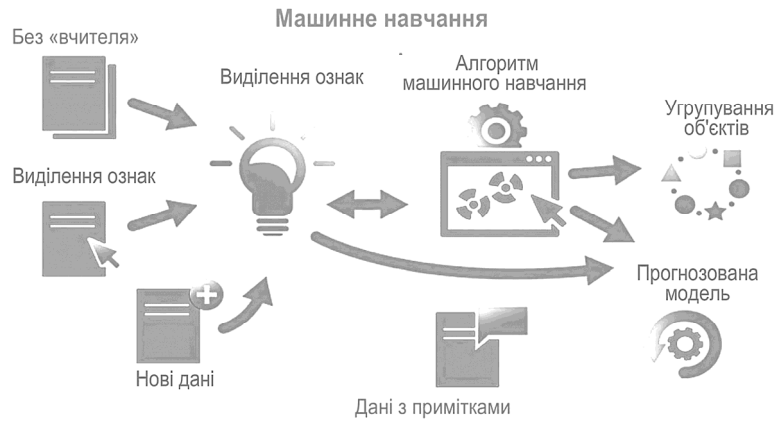 Машинне навчання
Без «вчителя»
Виділення ознак
Алгоритм
машинного навчання
Угрупування
об'єктів
Виділення ознак
Прогнозована
модель
Нові дані
Дані з примітками